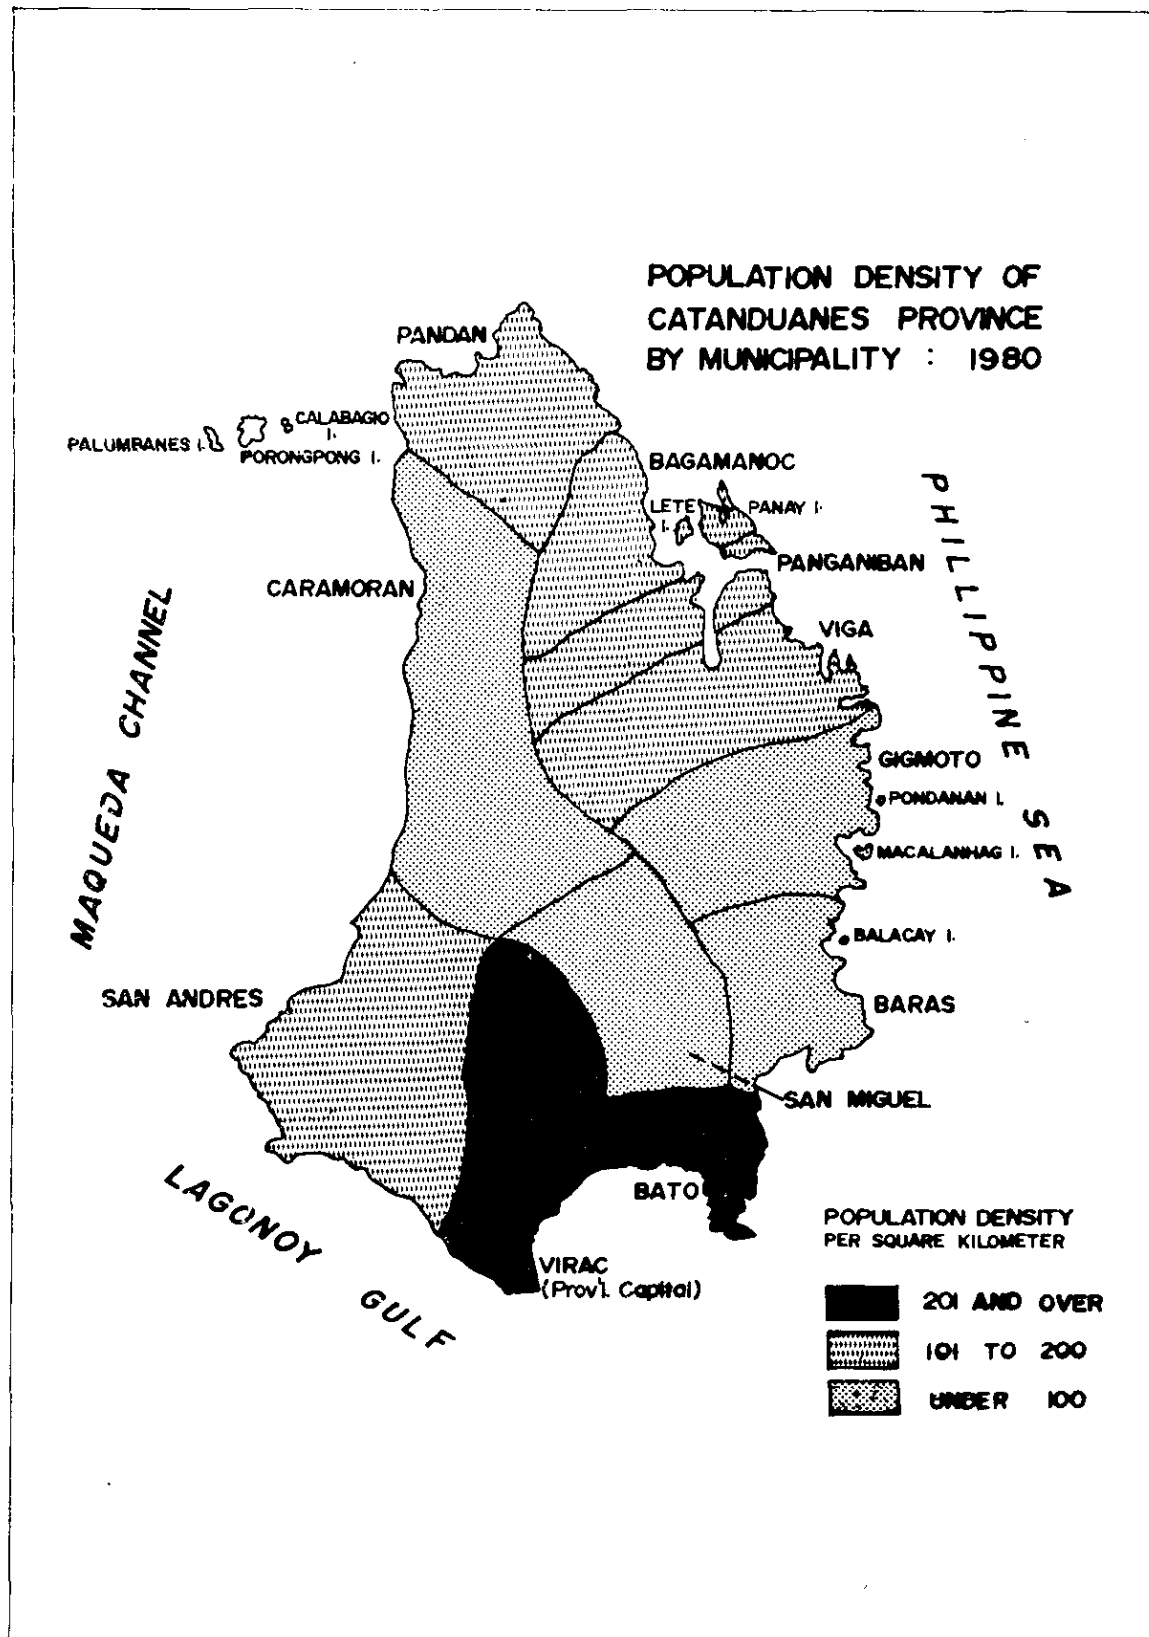 POPULATION DENSITY OF
CATANDUANES PROVINCE
BY MUNICIPALITY : 1980
PANDAN
CALABAGIO
I.
PALUMBANES I.
PORONGPONG I.
BAGAMANOC
LETE
I.
PANAY I.
PANGANIBAN
CARAMORAN
VIGA
PHILLIPPINE SEA
MAQUEDA CHANNEL
GIGMOTO
PONDANAN I.
MACALANHAG I.
BALACAY I.
SAN ANDRES
BARAS
SAN MIGUEL
BATO
LAGONOY GULF
VIRAC
(Prov'l. Capital)
POPULATION DENSITY
PER SQUARE KILOMETER
201 AND OVER
101 TO 200
UNDER 100